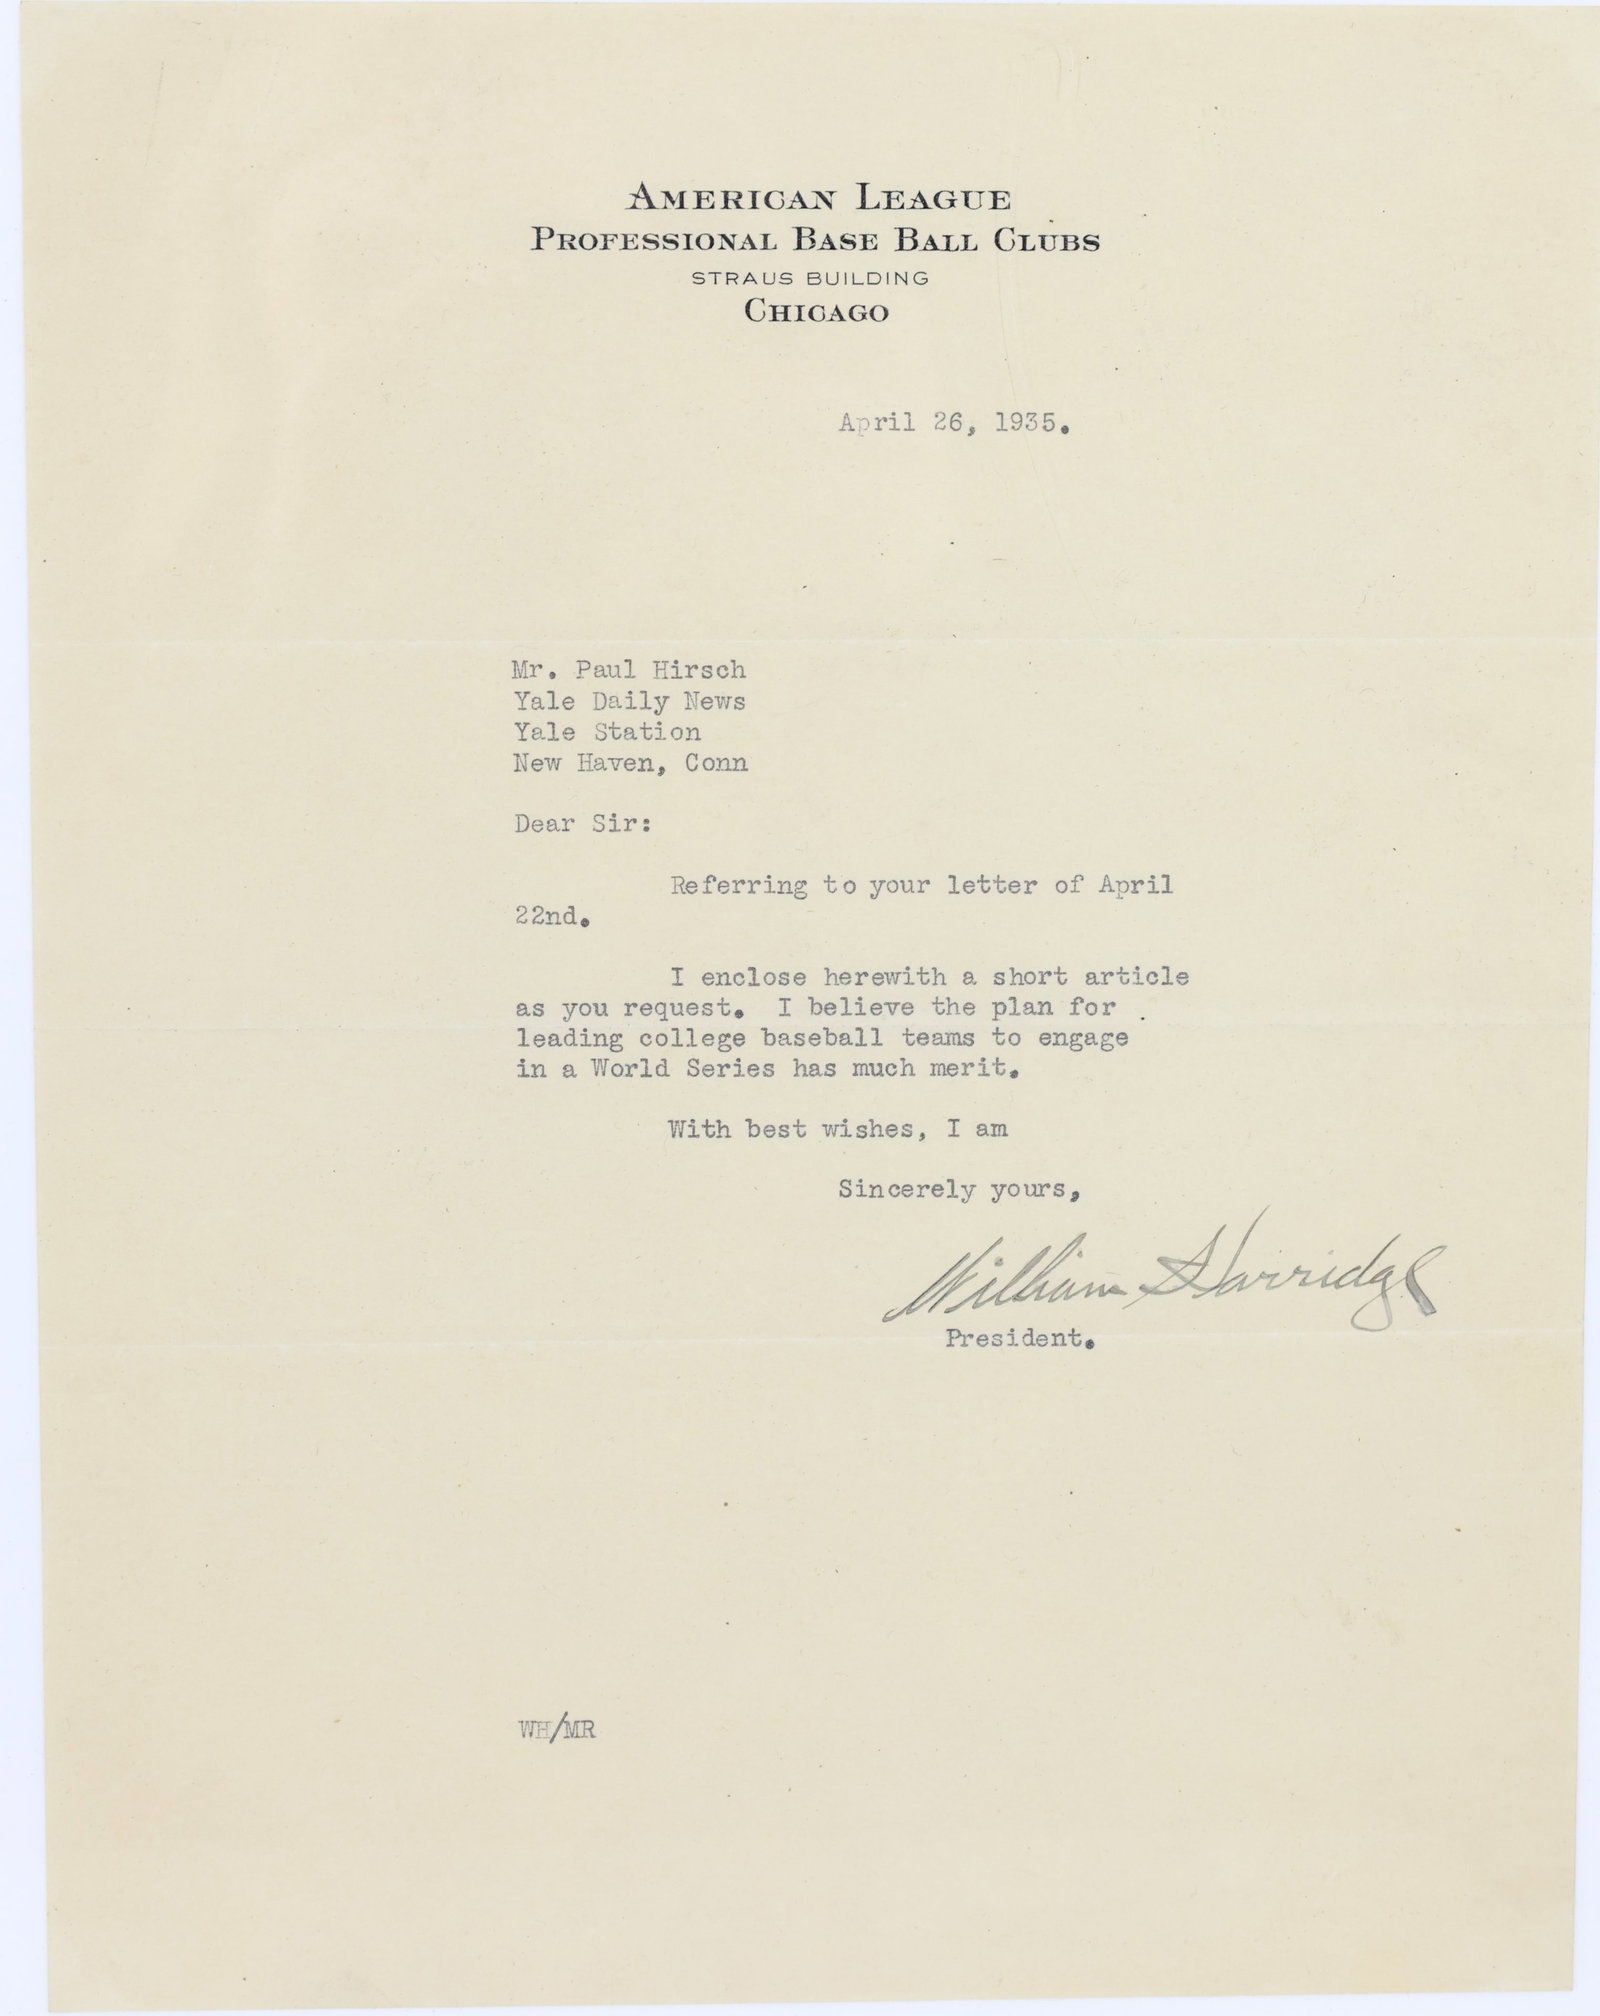 AMERICAN LEAGUE
PROFESSIONAL BASE BALL CLUBS
STRAUS BUILDING
CHICAGO
April 26, 1935.
Mr. Paul Hirsch
Yale Daily News
Yale Station
New Haven, Conn
Dear Sir:
Referring to your letter of April
22nd.
I enclose herewith a short article
as you request. I believe the plan for
leading college baseball teams to engage
in a World Series has much merit.
With best wishes, I am
Sincerely yours,
William Harridge
President.
WH/MR